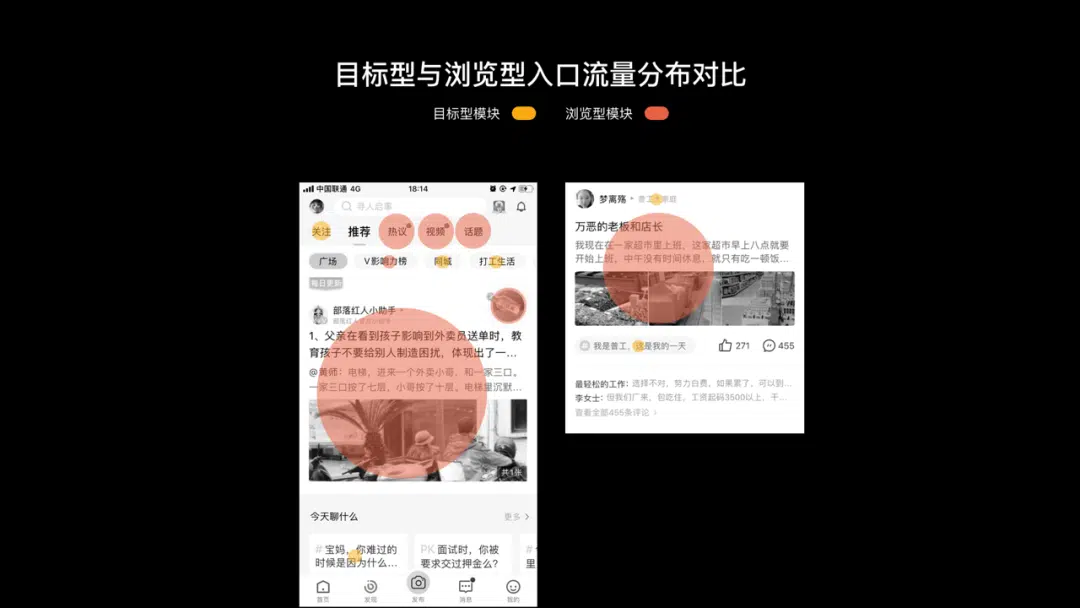 目标型与浏览型入口流量分布对比
目标型模块 浏览型模块
中国联通 4G 18:14
寻人启事
关注 推荐 热议 视频 话题
广场 V影响力榜 同城 打工生活
每日更新
部落红人小助手
部落红人小助手
1、父亲在看到孩子影响到外卖员送单时，教
育孩子不要给别人制造困扰，体现出了一…
@黄师：电梯，进来一个外卖小哥，和一家三口。
一家三口按了七层，小哥按了十层。电梯里沉默…
共1张
今天聊什么
更多
# 宝妈，你难过的
时候是因为什么…
PK 面试时，你被
要求交过押金么？
#
里
首页 发现 发布 消息 我的
梦离殇
普工 家庭
万恶的老板和店长
我现在在一家超市里上班，这家超市早上八点就要
开始上班，中午没有时间休息，就只有吃一顿饭…
我是普工，这是我的一天
271 455
最轻松的工作：选择不对，努力白费，如果累了，可以到…
李女士：但我们厂来，包吃住，工资起码3500以上，干…
查看全部455条评论